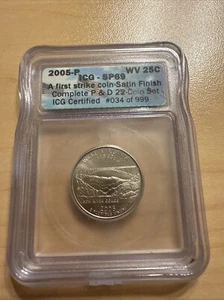 2005-P WV 25C
ICG - SP69
A first strike coin-Satin Finish
Complete P & D 22 Coin Set
ICG Certified #034 of 999
2005